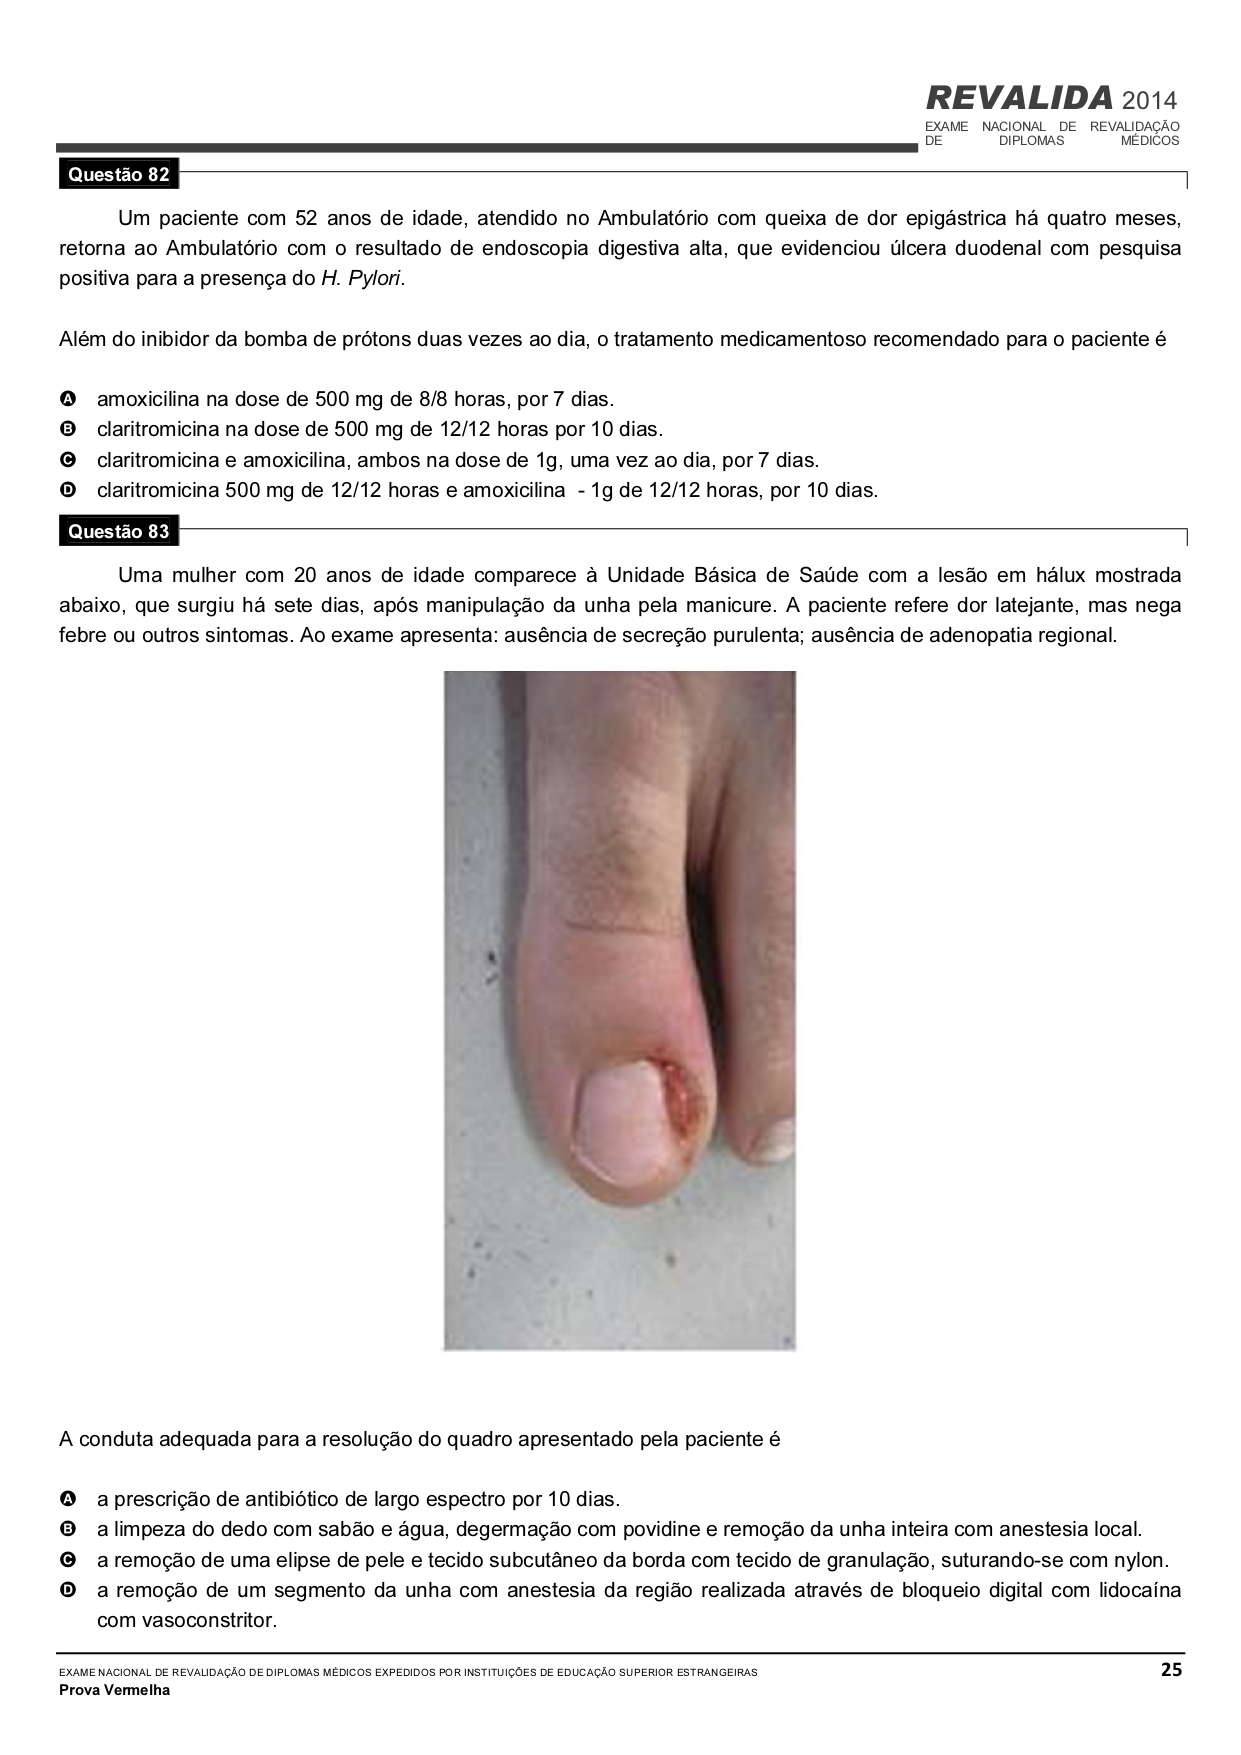 REVALIDA 2014
EXAME NACIONAL DE REVALIDAÇÃO
DE DIPLOMAS MÉDICOS
Questão 82
Um paciente com 52 anos de idade, atendido no Ambulatório com queixa de dor epigástrica há quatro meses,
retorna ao Ambulatório com o resultado de endoscopia digestiva alta, que evidenciou úlcera duodenal com pesquisa
positiva para a presença do H. Pylori.
Além do inibidor da bomba de prótons duas vezes ao dia, o tratamento medicamentoso recomendado para o paciente é
A amoxicilina na dose de 500 mg de 8/8 horas, por 7 dias.
B claritromicina na dose de 500 mg de 12/12 horas por 10 dias.
C claritromicina e amoxicilina, ambos na dose de 1g, uma vez ao dia, por 7 dias.
D claritromicina 500 mg de 12/12 horas e amoxicilina - 1g de 12/12 horas, por 10 dias.
Questão 83
Uma mulher com 20 anos de idade comparece à Unidade Básica de Saúde com a lesão em hálux mostrada
abaixo, que surgiu há sete dias, após manipulação da unha pela manicure. A paciente refere dor latejante, mas nega
febre ou outros sintomas. Ao exame apresenta: ausência de secreção purulenta; ausência de adenopatia regional.
A conduta adequada para a resolução do quadro apresentado pela paciente é
A a prescrição de antibiótico de largo espectro por 10 dias.
B a limpeza do dedo com sabão e água, degermação com povidine e remoção da unha inteira com anestesia local.
C a remoção de uma elipse de pele e tecido subcutâneo da borda com tecido de granulação, suturando-se com nylon.
D a remoção de um segmento da unha com anestesia da região realizada através de bloqueio digital com lidocaína
com vasoconstritor.
EXAME NACIONAL DE REVALIDAÇÃO DE DIPLOMAS MÉDICOS EXPEDIDOS POR INSTITUIÇÕES DE EDUCAÇÃO SUPERIOR ESTRANGEIRAS
25
Prova Vermelha